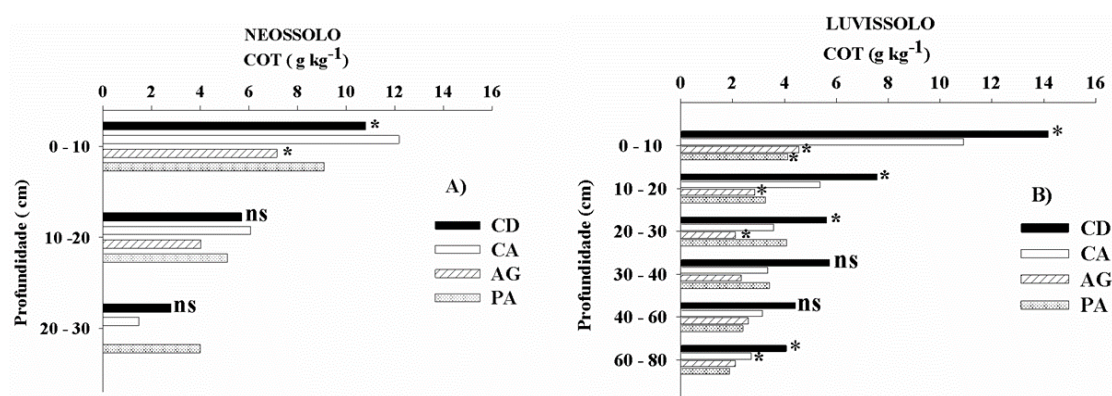 NEOSSOLO
COT ( g kg-1)
0 2 4 6 8 10 12 14 16
Profundidade ( cm)
0 - 10
*
*
10 -20
ns
20 - 30
ns
A)
CD
CA
AG
PA
LUVISSOLO
COT (g kg-1)
0 2 4 6 8 10 12 14 16
Profundidade (cm)
0 - 10
*
*
*
10 - 20
*
*
20 - 30
*
*
30 - 40
ns
40 - 60
ns
60 - 80
*
*
B)
CD
CA
AG
PA